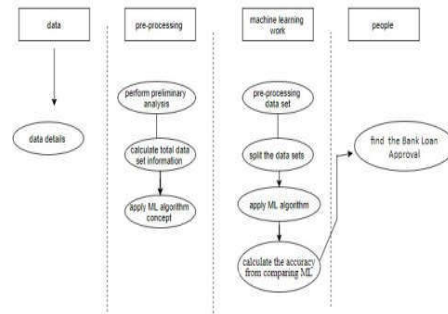 data
pre-processing
machine learning
work
people
data details
perform preliminary
analysis
calculate total data
set information
apply ML algorithm
concept
pre-processing
data set
split the data sets
apply ML algorithm
calculate the accuracy
from comparing ML
find the Bank Loan
Approval